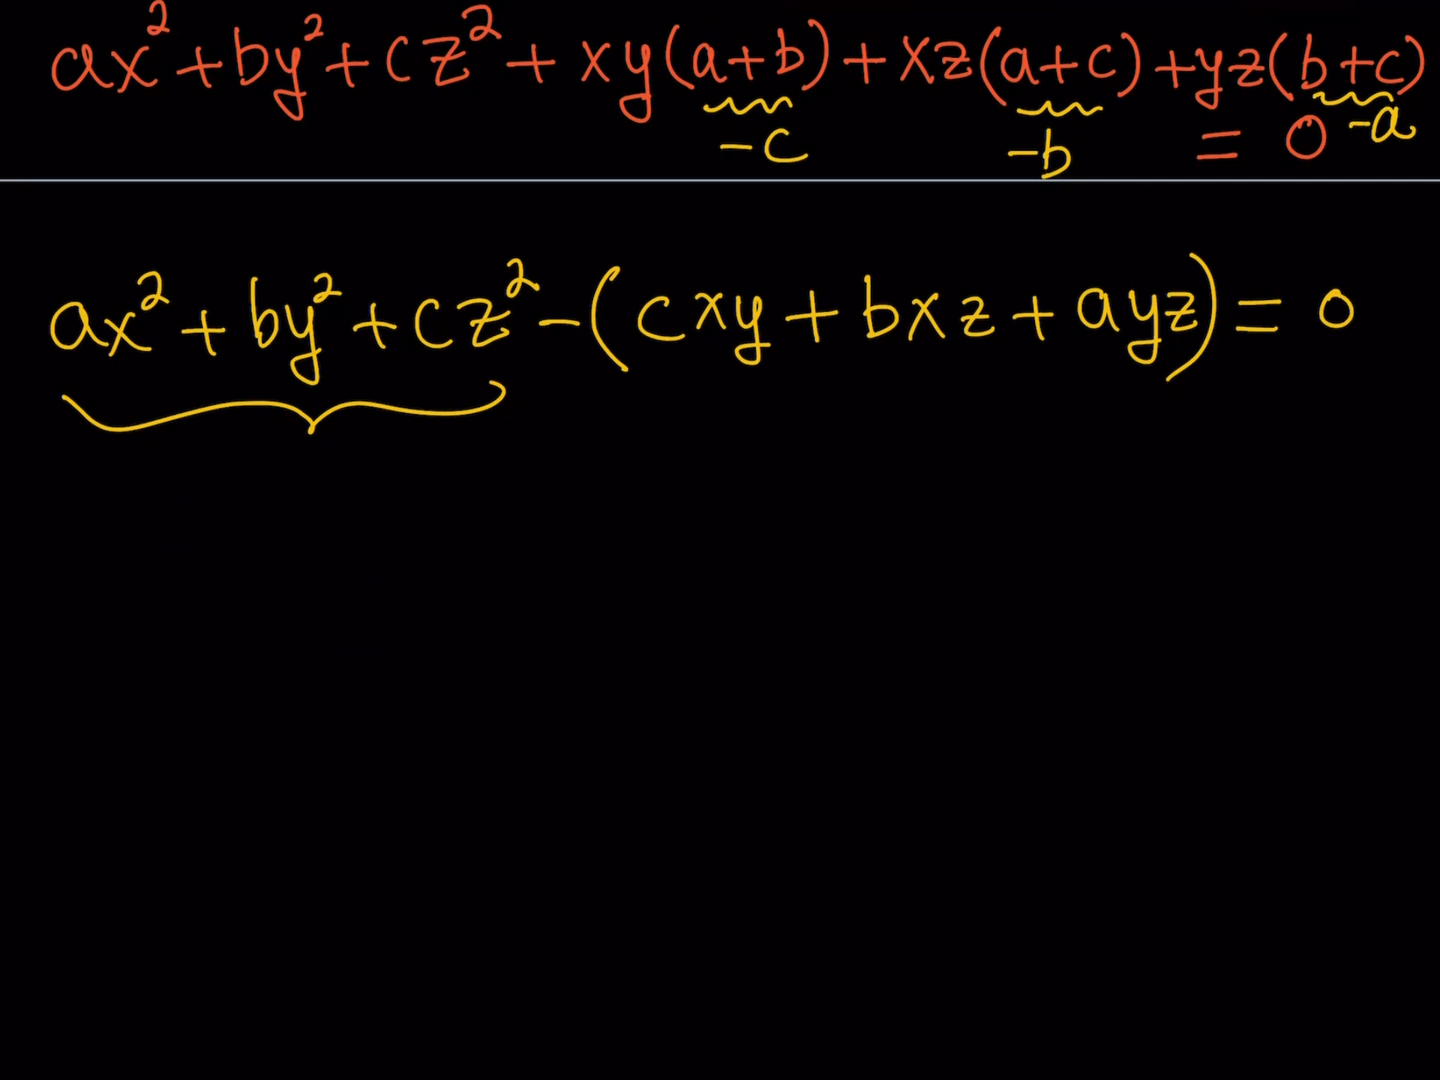 ax² + by² + cz² + xy(a+b) + xz(a+c) + yz(b+c)
-c -b = 0 -a
ax² + by² + cz² - (cxy + bxz + ayz) = 0